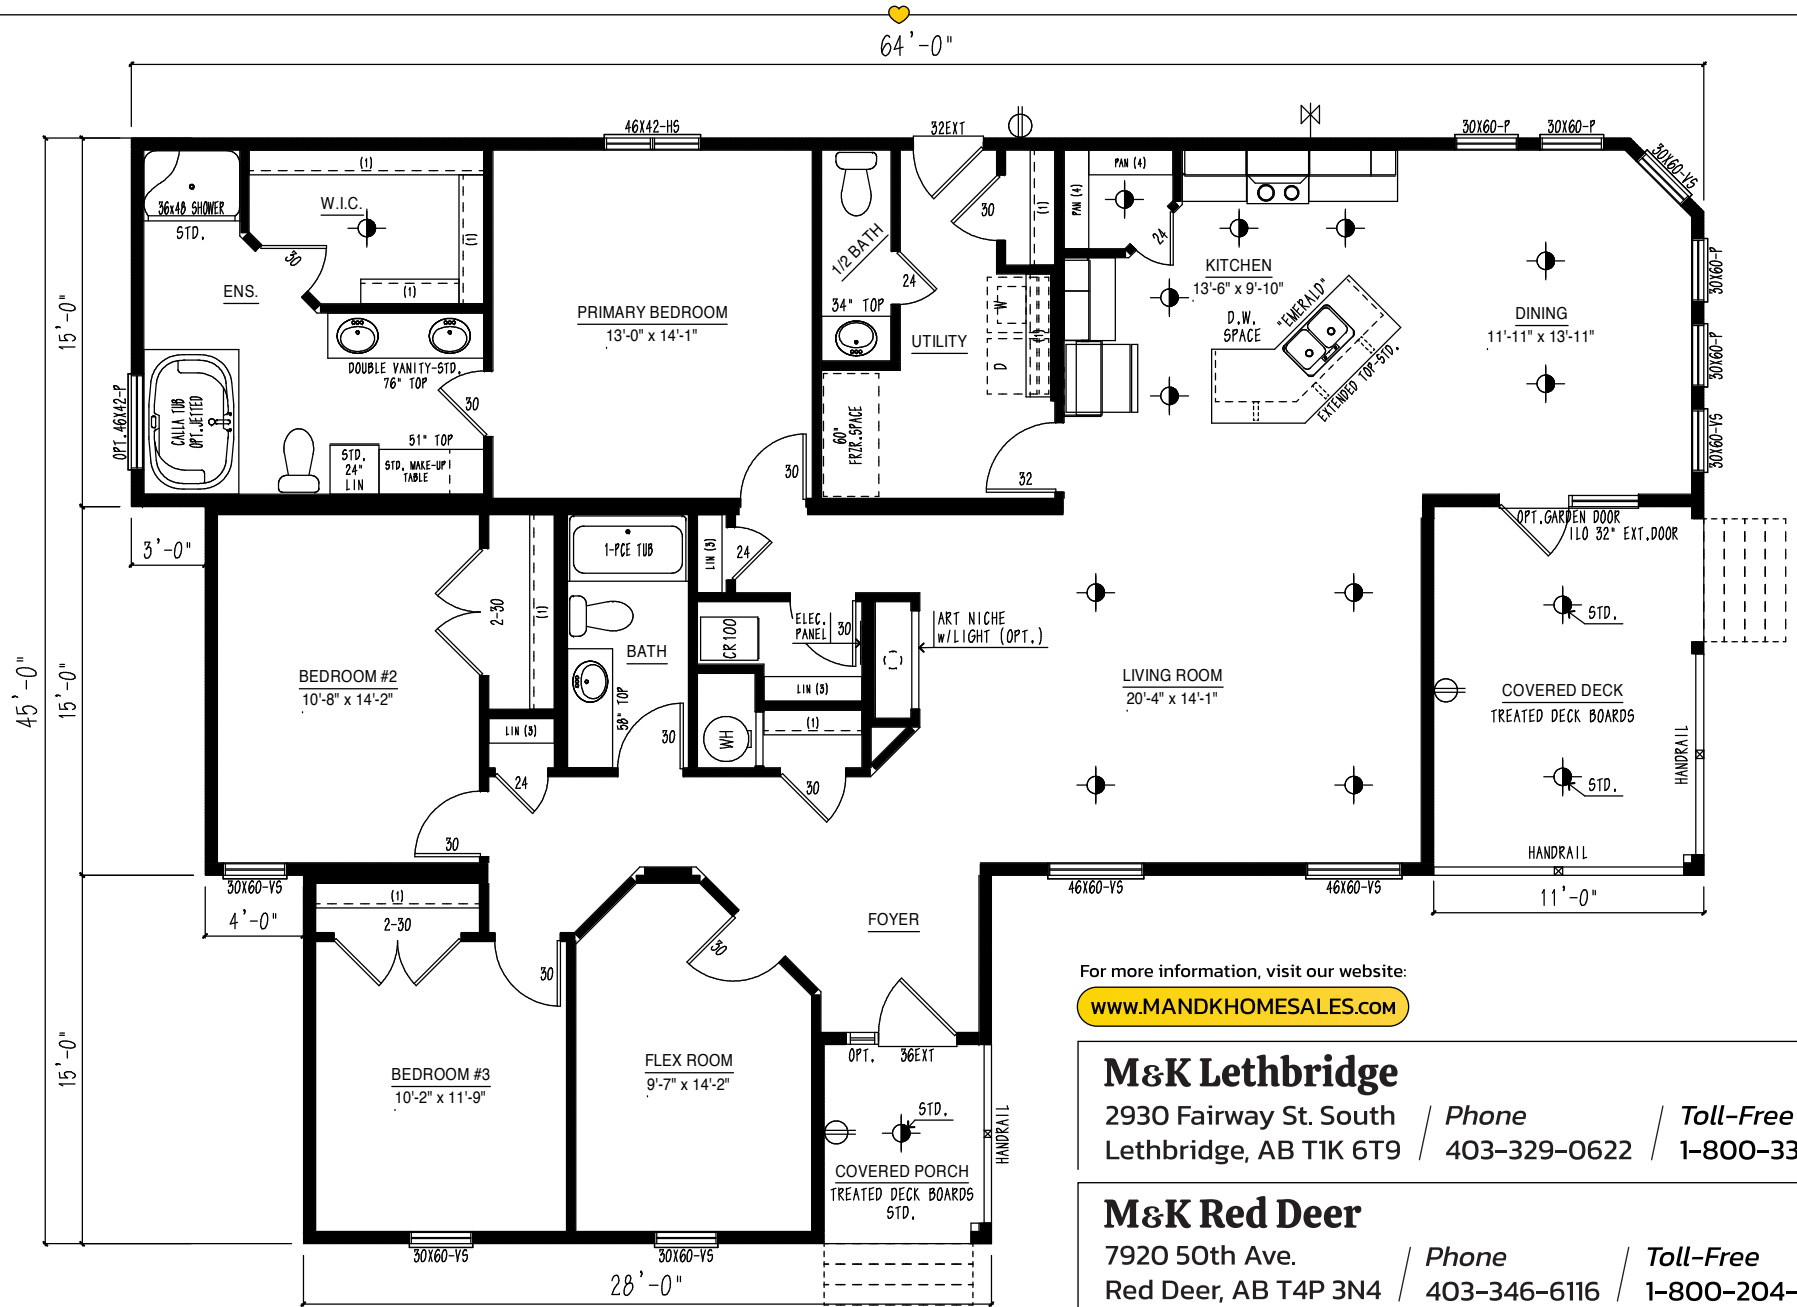 64'-0"
46X42-HS
32EXT
30X60-P
30X60-P
30X60-VS
(1)
36x48 SHOWER
STD.
W.I.C.
(1)
(1)
30
ENS.
PRIMARY BEDROOM
13'-0" x 14'-1"
1/2 BATH
24
34" TOP
30
(1)
UTILITY
W
D
(1)
PAN (4)
PAN (4)
24
KITCHEN
13'-6" x 9'-10"
D.W.
SPACE
"EMERALD"
EXTENDED TOP-STD.
DINING
11'-11" x 13'-11"
30X60-P
30X60-P
30X60-VS
15'-0"
DOUBLE VANITY-STD.
76" TOP
30
OPT.46X42-P
CALLA TUB
OPT.JETTED
51" TOP
STD.
24"
LIN
STD. MAKE-UP
TABLE
30
60"
FRZR.SPACE
32
OPT.GARDEN DOOR
ILO 32" EXT.DOOR
3'-0"
1-PCE TUB
LIN (3)
24
2-30
(1)
STD.
ELEC.
PANEL
30
ART NICHE
w/LIGHT (OPT.)
CR100
BATH
45'-0"
15'-0"
BEDROOM #2
10'-8" x 14'-2"
LIN (3)
58" TOP
LIVING ROOM
20'-4" x 14'-1"
COVERED DECK
TREATED DECK BOARDS
LIN (3)
(1)
WH
30
HANDRAIL
24
30
STD.
30
HANDRAIL
30X60-VS
46X60-VS
46X60-VS
11'-0"
4'-0"
(1)
2-30
FOYER
30
30
For more information, visit our website:
www.MANDKHOMESALES.COM
15'-0"
OPT.
36EXT
BEDROOM #3
10'-2" x 11'-9"
FLEX ROOM
9'-7" x 14'-2"
STD.
HANDRAIL
COVERED PORCH
TREATED DECK BOARDS
STD.
30X60-VS
30X60-VS
28'-0"
M&K Lethbridge
2930 Fairway St. South / Phone / Toll-Free
Lethbridge, AB T1K 6T9 / 403-329-0622 / 1-800-33
M&K Red Deer
7920 50th Ave. / Phone / Toll-Free
Red Deer, AB T4P 3N4 / 403-346-6116 / 1-800-204-